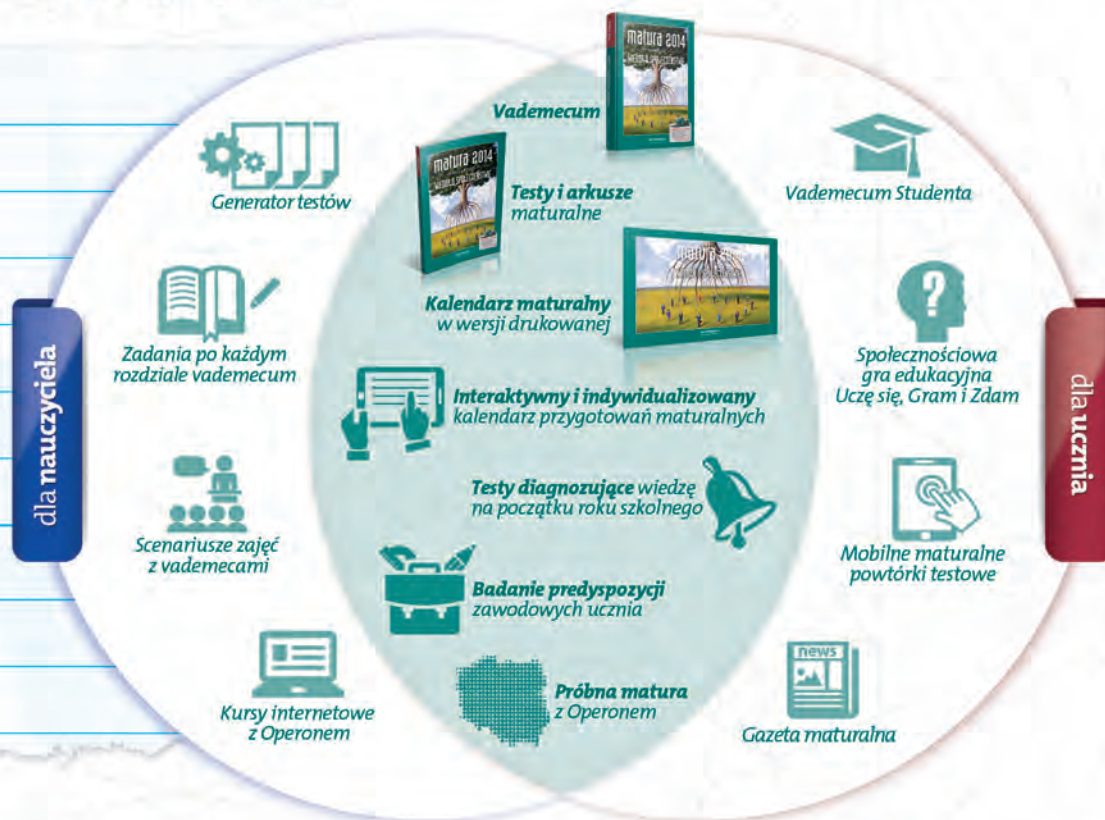 dla nauczyciela
Generator testów
Zadania po każdym
rozdziale vademecum
Scenariusze zajęć
z vademecami
Kursy internetowe
z Operonem
Vademecum
matura 2014
Testy i arkusze
maturalne
matura 2014
Kalendarz maturalny
w wersji drukowanej
Interaktywny i indywidualizowany
kalendarz przygotowań maturalnych
Testy diagnozujące wiedzę
na początku roku szkolnego
Badanie predyspozycji
zawodowych ucznia
Próbna matura
z Operonem
Vademecum Studenta
Społecznościowa
gra edukacyjna
Uczę się, Gram i Zdam
Mobilne maturalne
powtórki testowe
news
Gazeta maturalna
dla ucznia